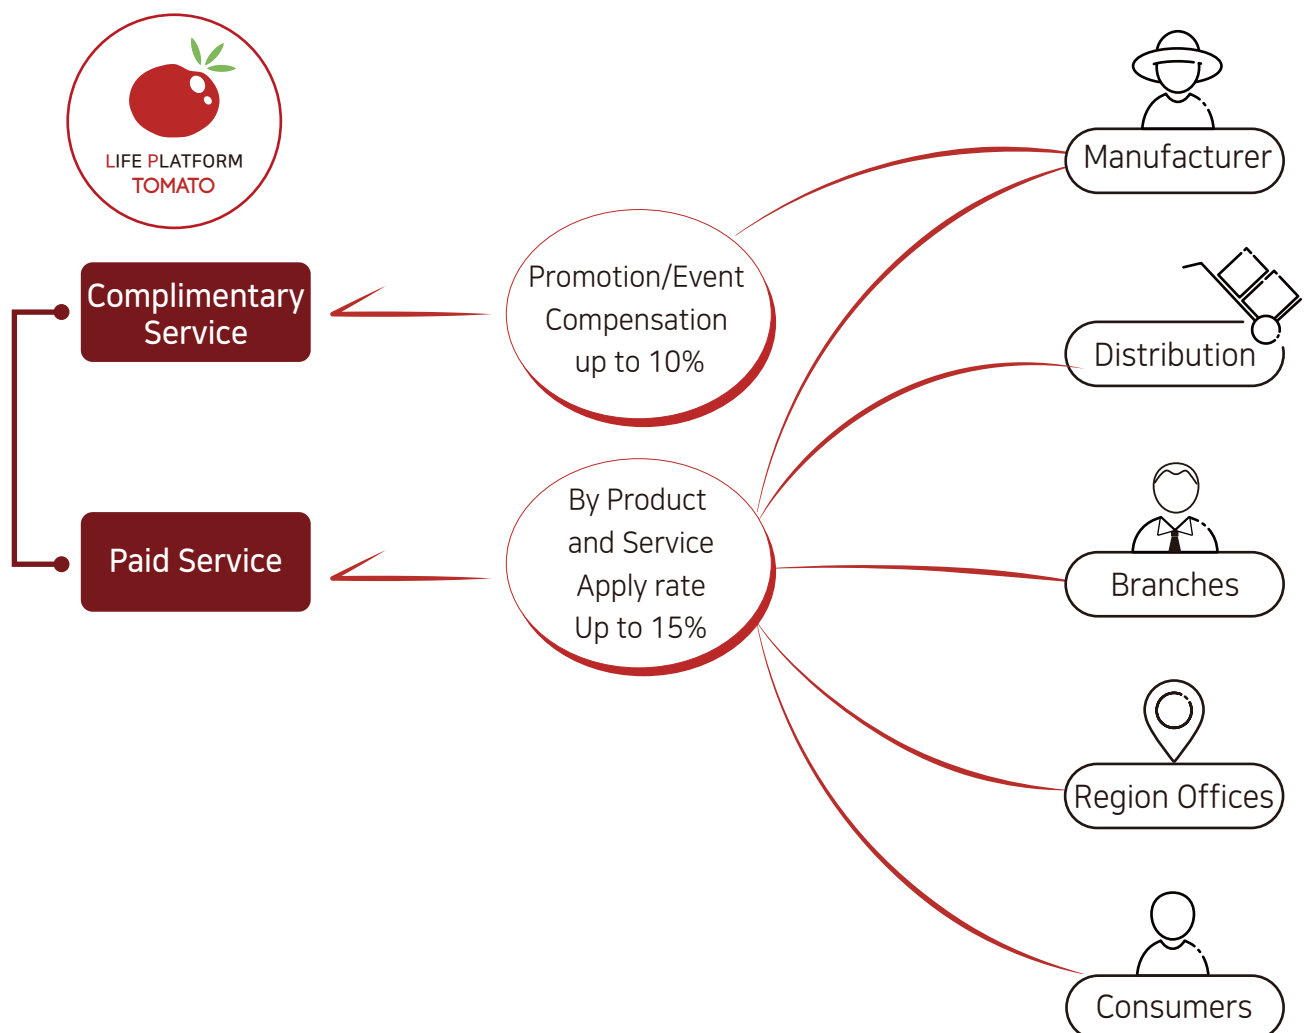 LIFE PLATFORM
TOMATO
Complimentary
Service
Paid Service
Promotion/Event
Compensation
up to 10%
By Product
and Service
Apply rate
Up to 15%
Manufacturer
Distribution
Branches
Region Offices
Consumers